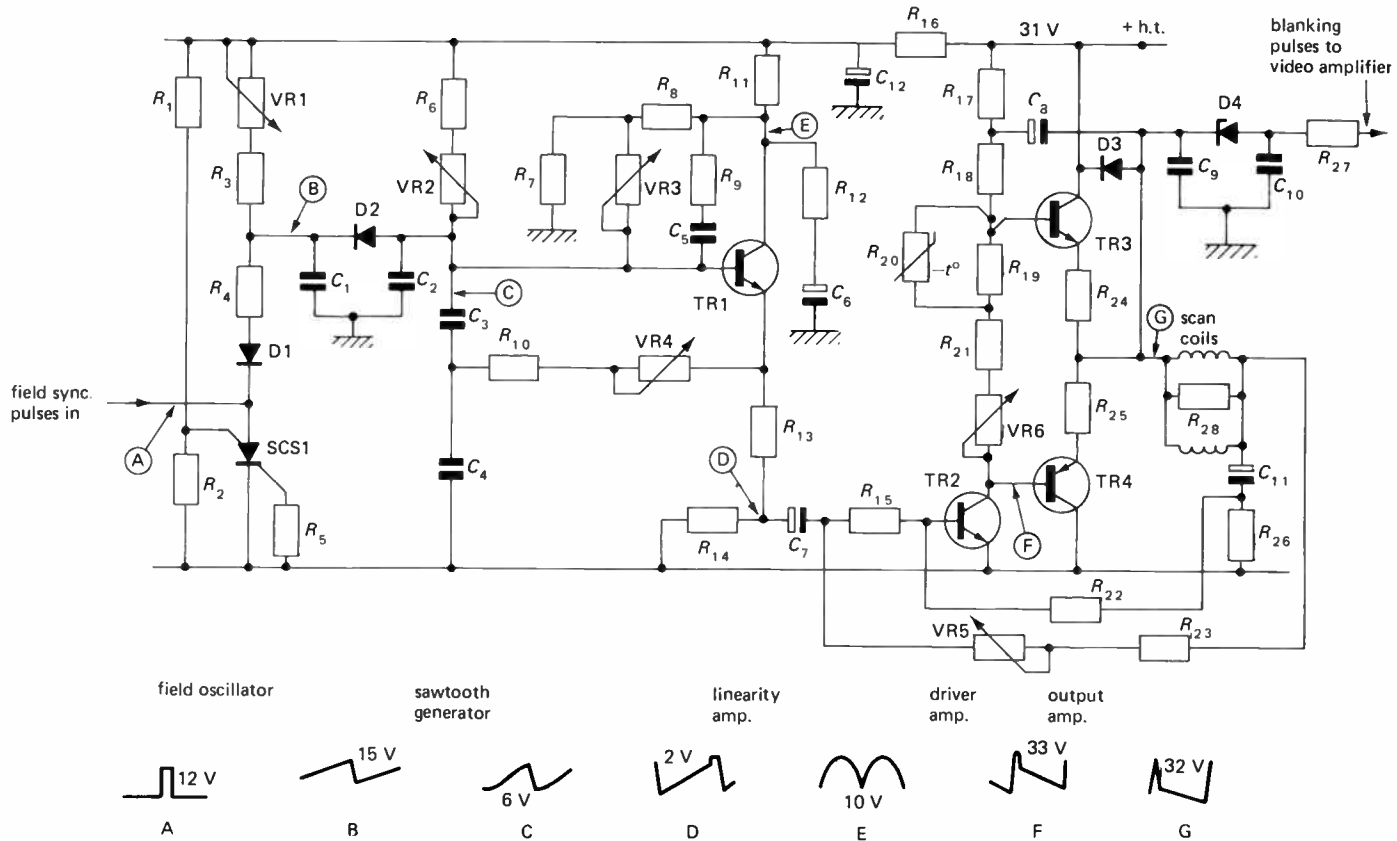 R16
31 V
+ h.t.
blanking
pulses to
video amplifier
R1
VR1
R6
R11
C12
R17
C8
D4
R8
E
D3
R27
R3
VR2
R7
VR3
R9
R12
R18
C9
C10
B
D2
C5
TR3
R4
C1
C2
C
TR1
C6
R20
–t°
R19
R24
C3
G
scan
coils
D1
R10
VR4
R21
field sync.
pulses in
R25
R28
A
SCS1
R13
VR6
R2
C4
D
TR2
TR4
C11
R15
R5
R14
C7
F
R26
R22
VR5
R23
field oscillator
sawtooth
generator
linearity
amp.
driver
amp.
output
amp.
12 V
15 V
6 V
2 V
10 V
33 V
32 V
A
B
C
D
E
F
G